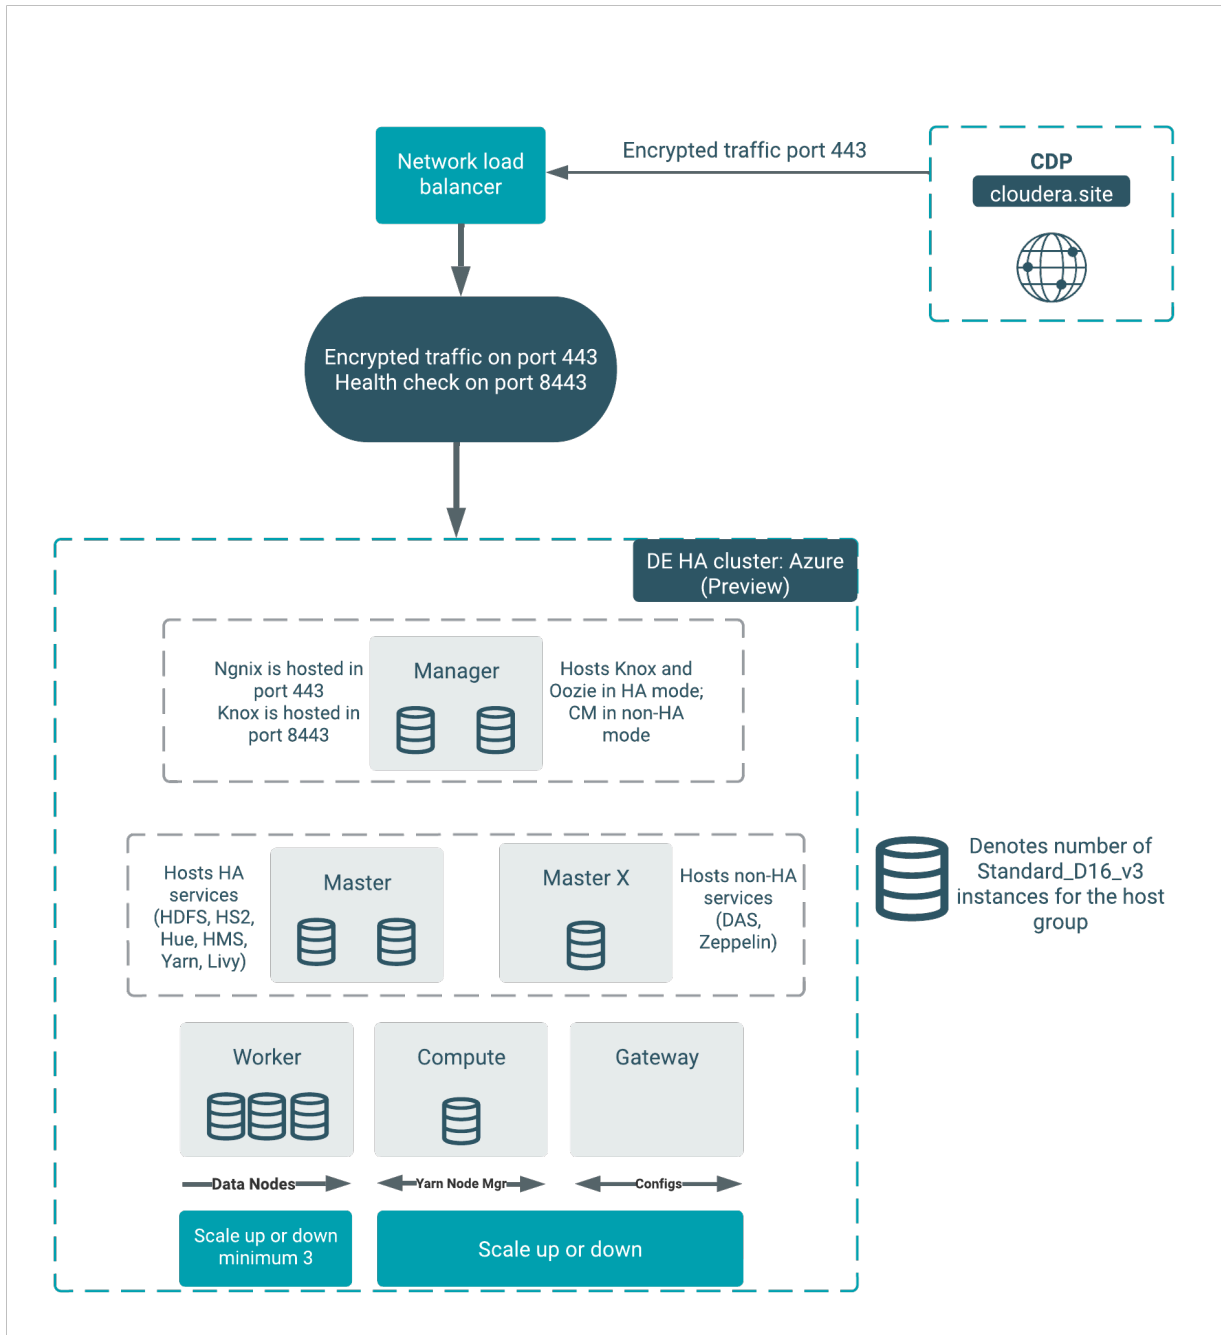 Network load
balancer
Encrypted traffic port 443
CDP
cloudera.site
Encrypted traffic on port 443
Health check on port 8443
DE HA cluster: Azure
(Preview)
Ngnix is hosted in
port 443
Knox is hosted in
port 8443
Manager
Hosts Knox and
Oozie in HA mode;
CM in non-HA
mode
Hosts HA
services
(HDFS, HS2,
Hue, HMS,
Yarn, Livy)
Master
Master X
Hosts non-HA
services
(DAS,
Zeppelin)
Denotes number of
Standard_D16_v3
instances for the host
group
Worker
Compute
Gateway
Data Nodes
Yarn Node Mgr
Configs
Scale up or down
minimum 3
Scale up or down